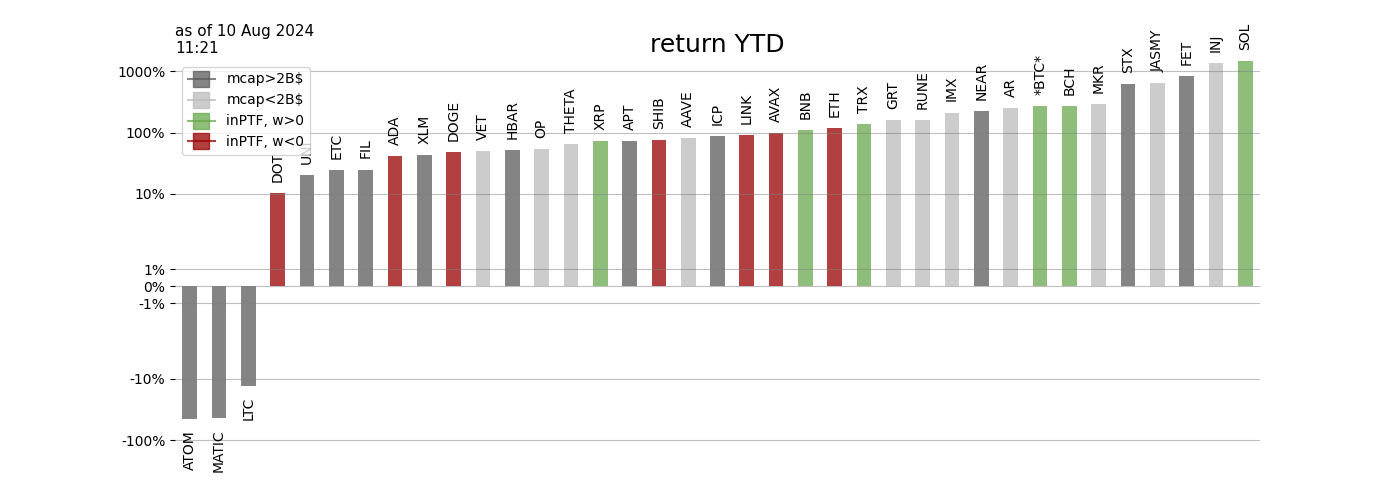 as of 10 Aug 2024
11:21
return YTD
mcap>2B$
mcap<2B$
inPTF, w>0
inPTF, w<0
1000%
100%
10%
1%
0%
-1%
-10%
-100%
ATOM
MATIC
LTC
DOT
ETC
FIL
ADA
XLM
DOGE
VET
HBAR
OP
THETA
XRP
APT
SHIB
AAVE
ICP
LINK
AVAX
BNB
ETH
TRX
GRT
RUNE
IMX
NEAR
AR
*BTC*
BCH
MKR
STX
JASMY
FET
INJ
SOL